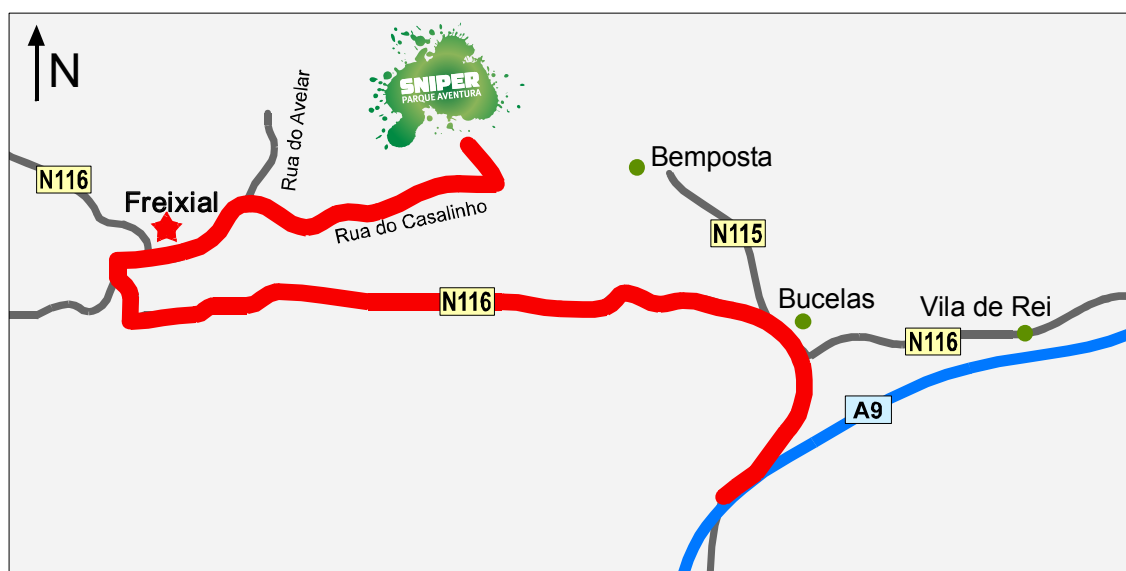 N
SNIPER
PARQUE AVENTURA
Rua do Avelar
Bemposta
N116
Freixial
Rua do Casalinho
N115
N116
Bucelas
Vila de Rei
N116
A9